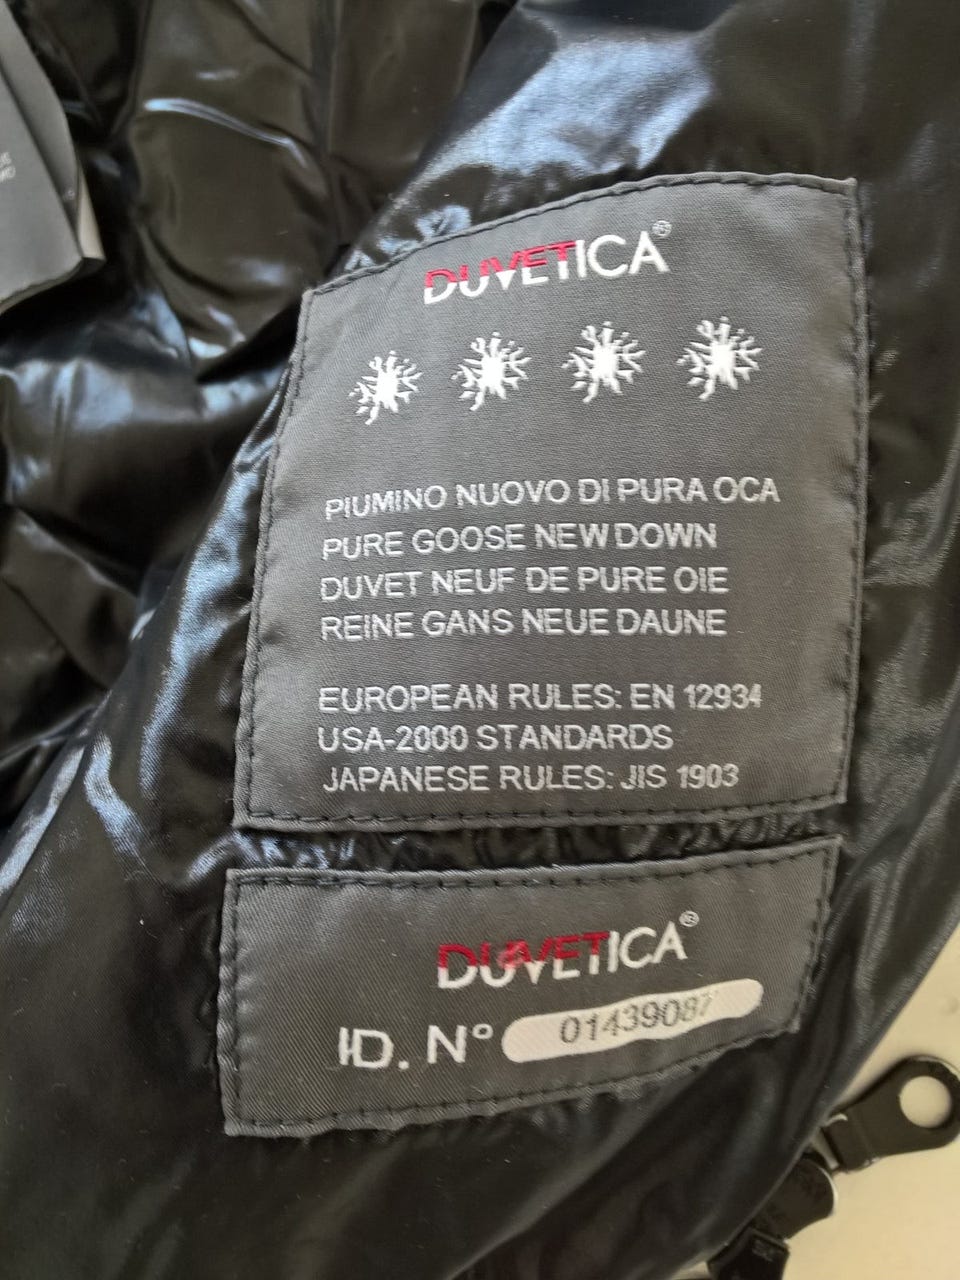 DUVETICA®
PIUMINO NUOVO DI PURA OCA
PURE GOOSE NEW DOWN
DUVET NEUF DE PURE OIE
REINE GANS NEUE DAUNE
EUROPEAN RULES: EN 12934
USA-2000 STANDARDS
JAPANESE RULES: JIS 1903
DUVETICA®
ID. N° 01439087